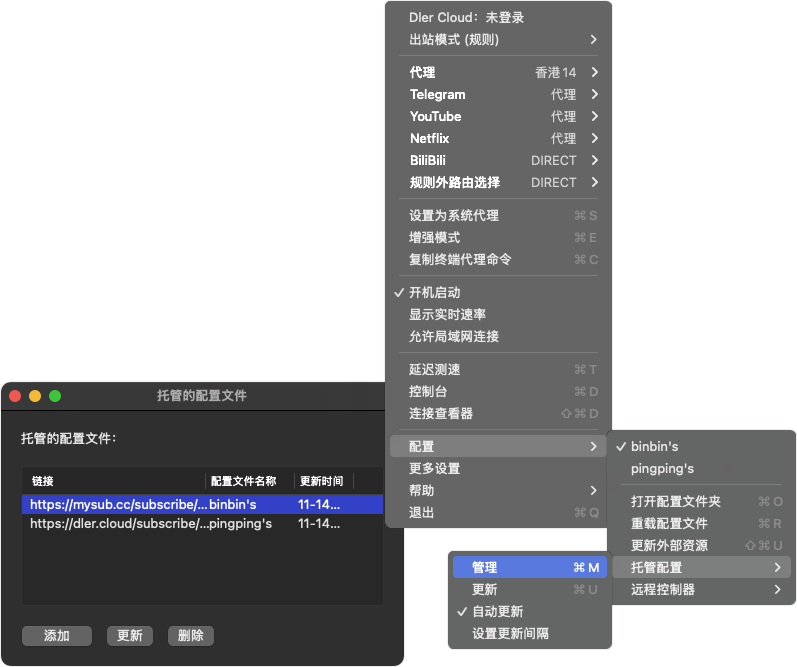 Dler Cloud：未登录
出站模式 (规则)
代理 香港14
Telegram 代理
YouTube 代理
Netflix 代理
BiliBili DIRECT
规则外路由选择 DIRECT
设置为系统代理 ⌘ S
增强模式 ⌘ E
复制终端代理命令 ⌘ C
✓ 开机启动
显示实时速率
允许局域网连接
延迟测速 ⌘ T
控制台 ⌘ D
连接查看器 ⇧⌘ D
配置
更多设置
帮助
退出 ⌘ Q
✓ binbin's
pingping's
打开配置文件夹 ⌘ O
重载配置文件 ⌘ R
更新外部资源 ⇧⌘ U
托管配置
远程控制器
管理 ⌘ M
更新 ⌘ U
✓ 自动更新
设置更新间隔
托管的配置文件
托管的配置文件：
链接 配置文件名称 更新时间
https://mysub.cc/subscribe/... binbin's 11-14...
https://dler.cloud/subscribe/... pingping's 11-14...
添加 更新 删除